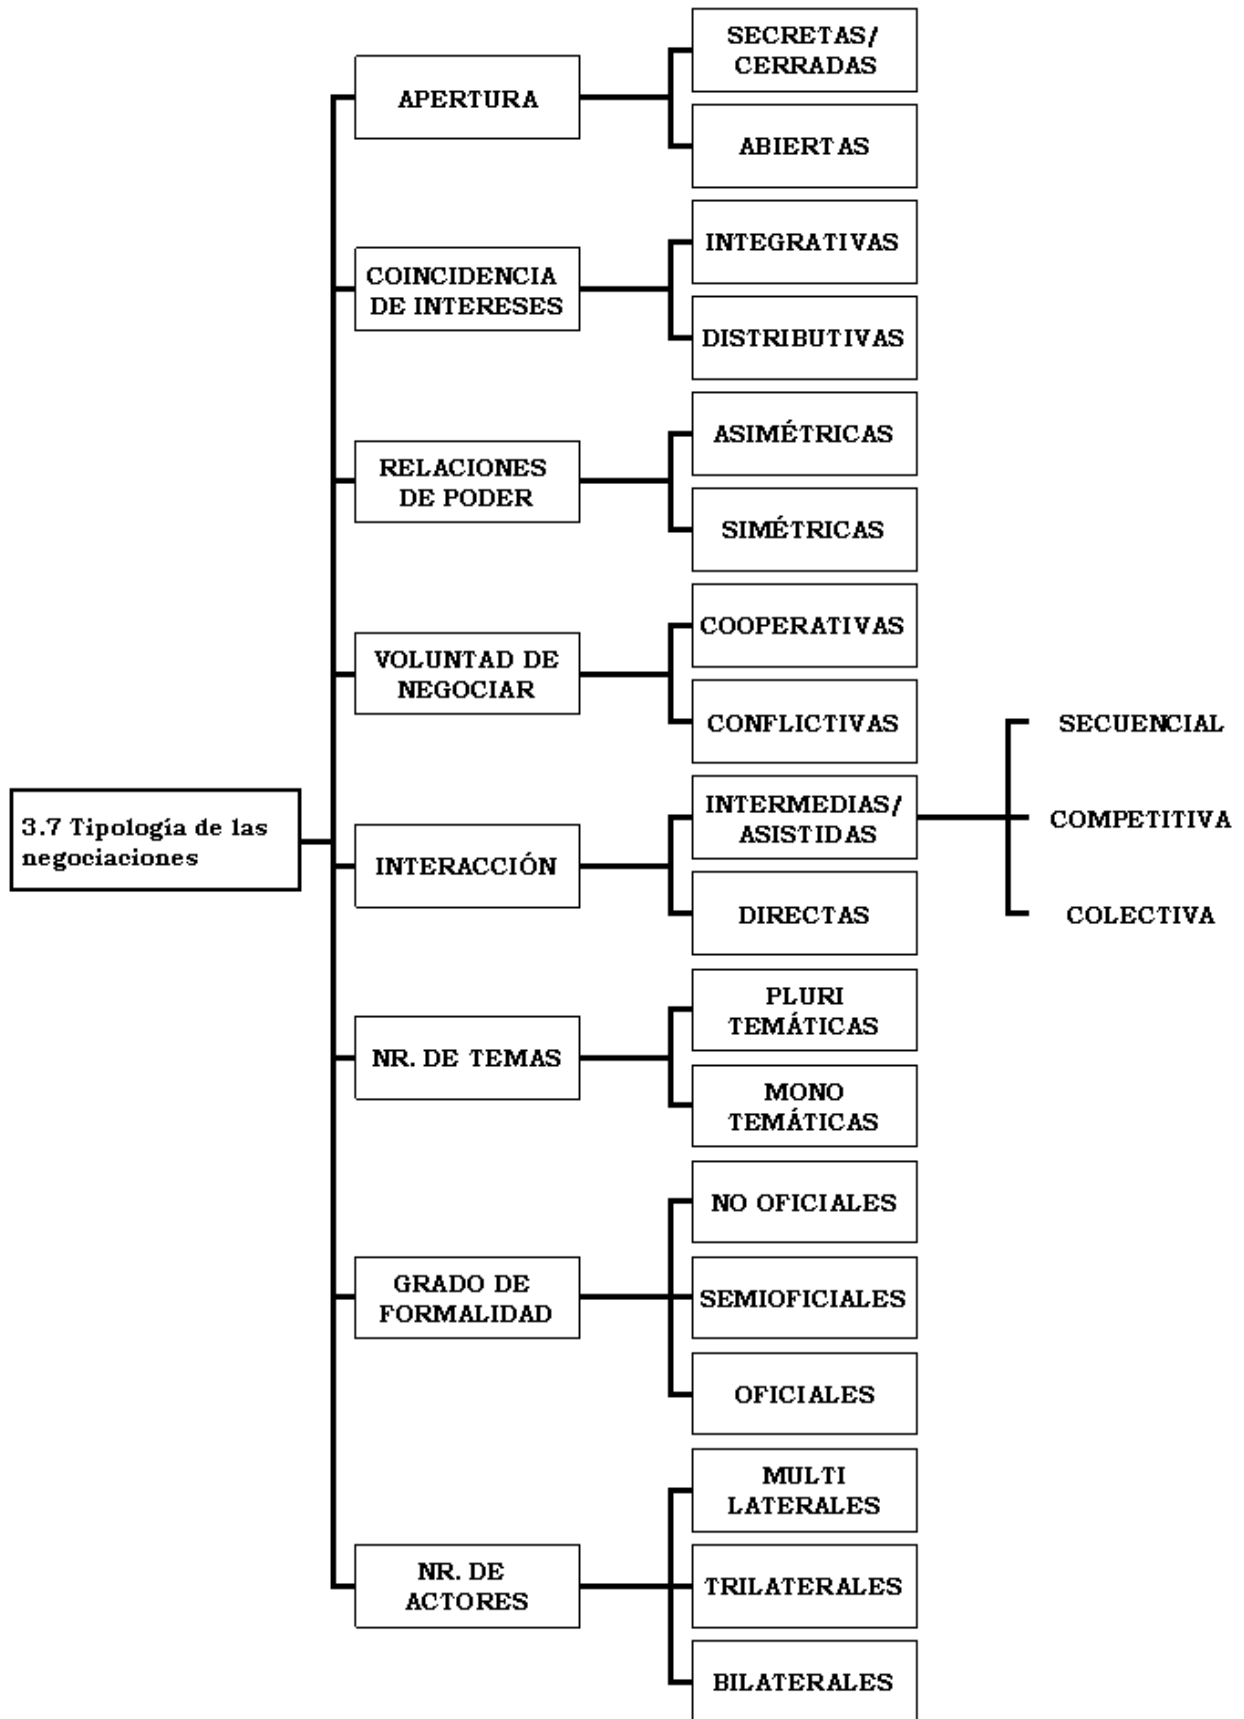 3.7 Tipología de las
negociaciones
APERTURA
SECRETAS/
CERRADAS
ABIERTAS
COINCIDENCIA
DE INTERESES
INTEGRATIVAS
DISTRIBUTIVAS
RELACIONES
DE PODER
ASIMÉTRICAS
SIMÉTRICAS
VOLUNTAD DE
NEGOCIAR
COOPERATIVAS
CONFLICTIVAS
INTERACCIÓN
INTERMEDIAS/
ASISTIDAS
SECUENCIAL
COMPETITIVA
COLECTIVA
DIRECTAS
NR. DE TEMAS
PLURI
TEMÁTICAS
MONO
TEMÁTICAS
GRADO DE
FORMALIDAD
NO OFICIALES
SEMIOFICIALES
OFICIALES
NR. DE
ACTORES
MULTI
LATERALES
TRILATERALES
BILATERALES